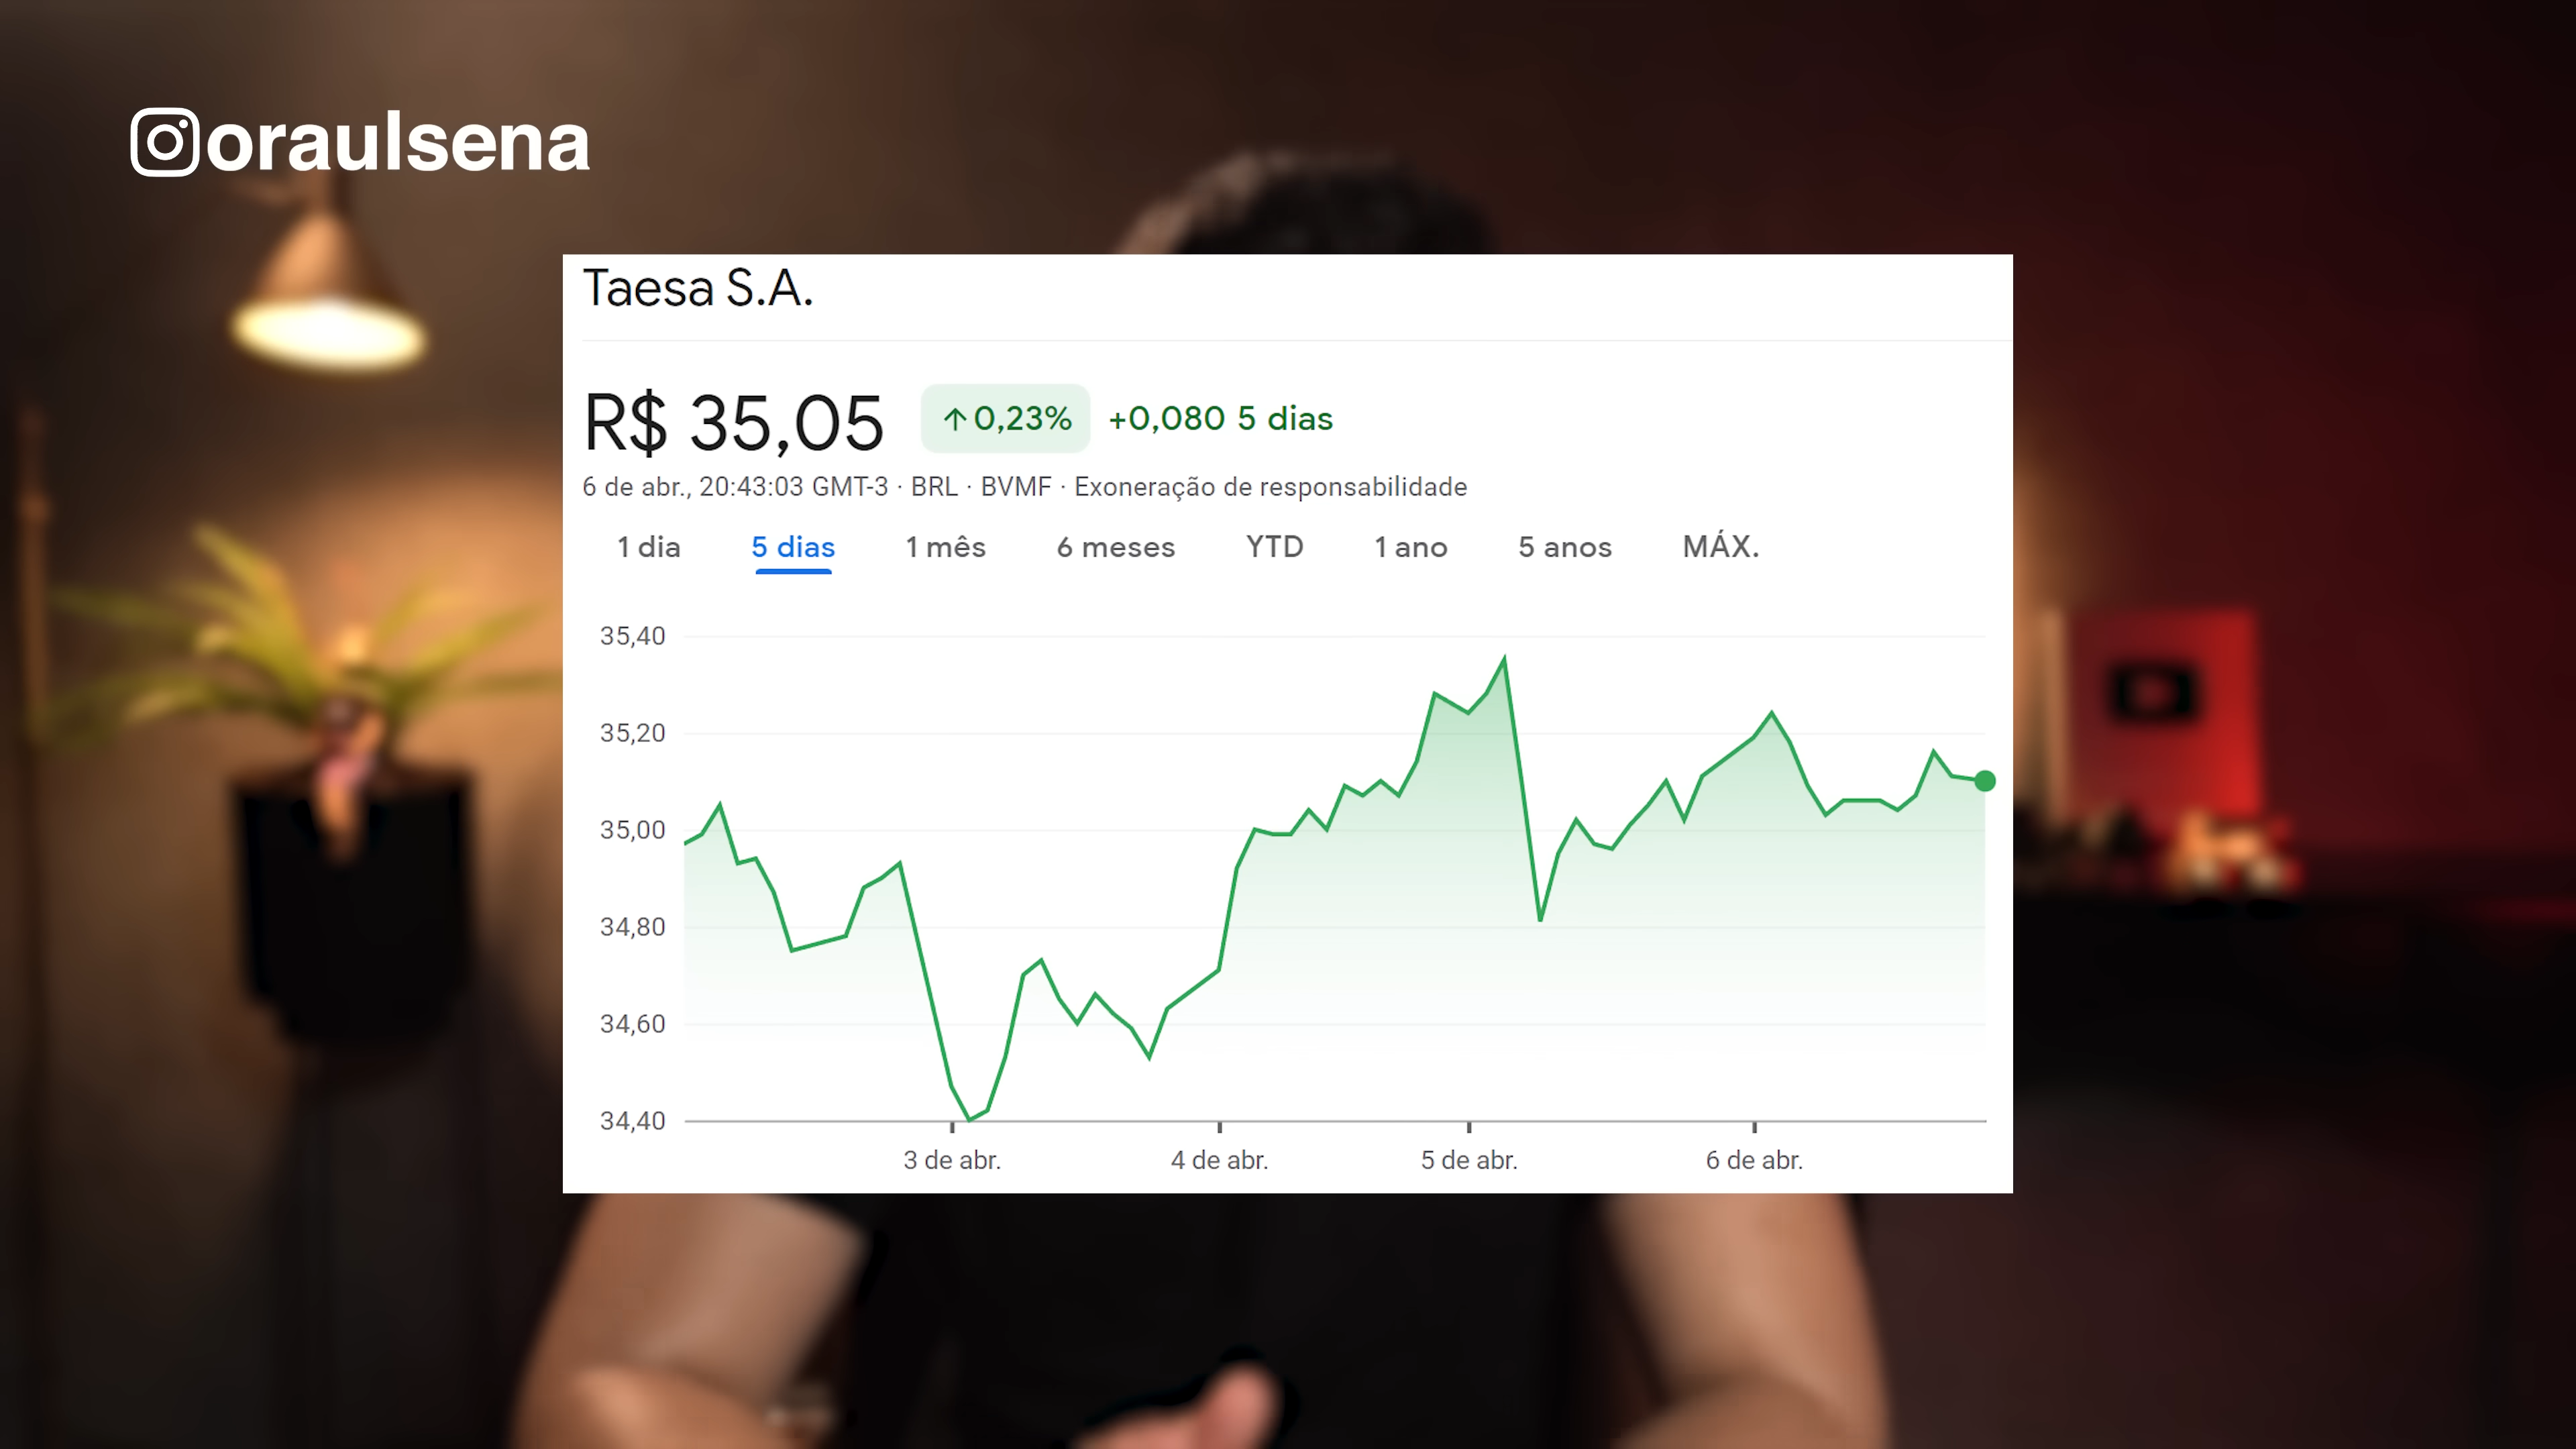 oraulsena
Taesa S.A.
R$ 35,05 ↑0,23% +0,080 5 dias
6 de abr., 20:43:03 GMT-3 · BRL · BVMF · Exoneração de responsabilidade
1 dia 5 dias 1 mês 6 meses YTD 1 ano 5 anos MÁX.
35,40
35,20
35,00
34,80
34,60
34,40
3 de abr. 4 de abr. 5 de abr. 6 de abr.